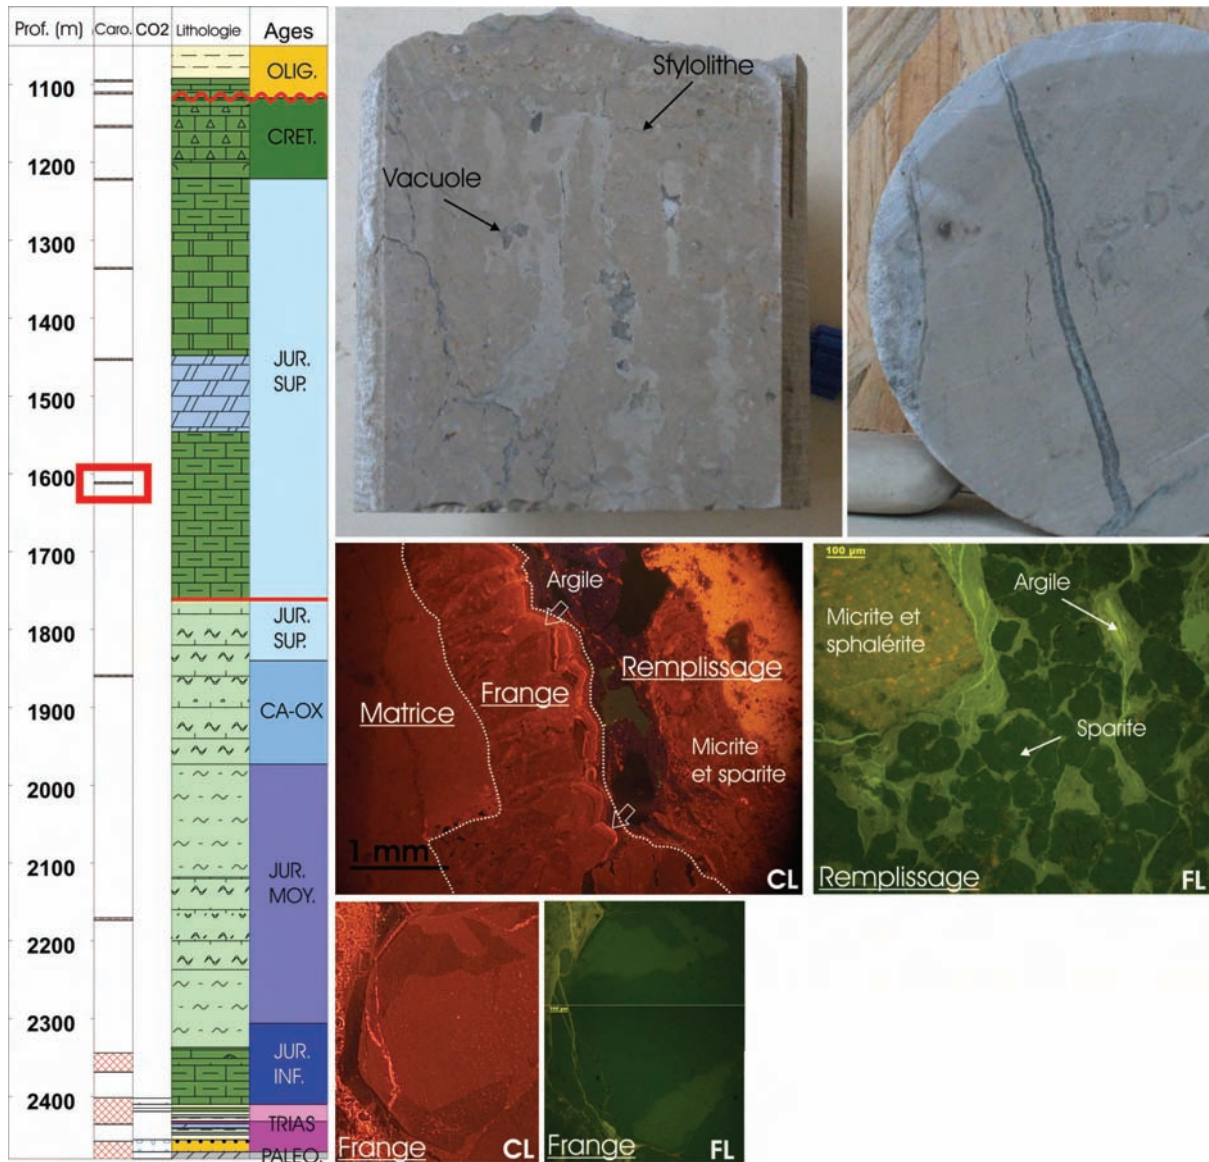 Prof. (m) Caro. CO2 Lithologie Ages
1100
1200
1300
1400
1500
1600
1700
1800
1900
2000
2100
2200
2300
2400
OLIG.
CRET.
JUR.
SUP.
JUR.
SUP.
CA-OX
JUR.
MOY.
JUR.
INF.
TRIAS
PALEO.
Stylolithe
Vacuole
Argile
Remplissage
Frange
Matrice
Micrite
et sparite
1 mm
CL
100 µm
Argile
Micrite et
sphalérite
Sparite
Remplissage
FL
Frange
CL
100 µm
Frange
FL